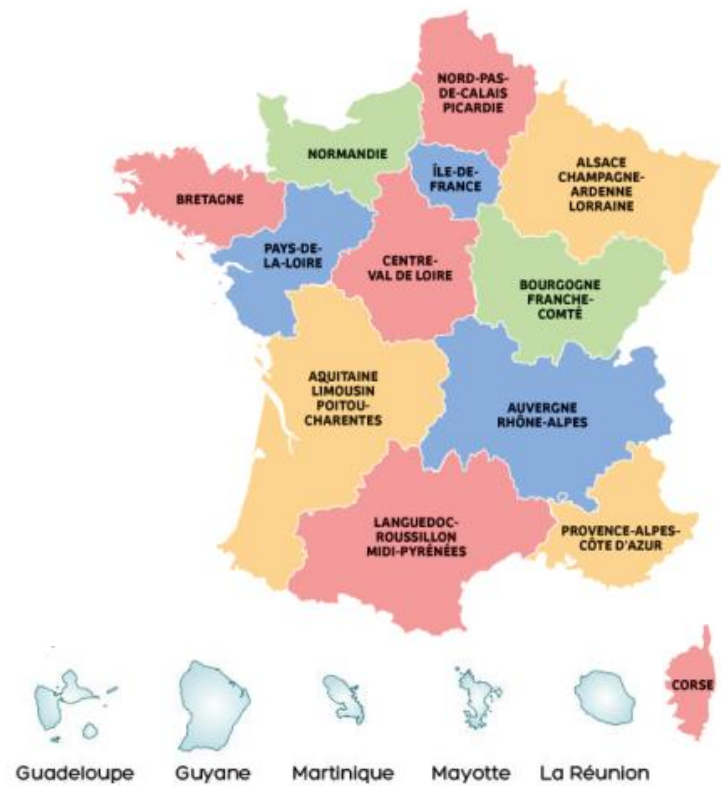 NORD-PAS-
DE-CALAIS
PICARDIE
NORMANDIE
ÎLE-DE-
FRANCE
ALSACE
CHAMPAGNE-
ARDENNE
LORRAINE
BRETAGNE
PAYS-DE-
LA-LOIRE
CENTRE-
VAL DE LOIRE
BOURGOGNE
FRANCHE-
COMTÉ
AQUITAINE
LIMOUSIN
POITOU-
CHARENTES
AUVERGNE
RHÔNE-ALPES
LANGUEDOC-
ROUSSILLON
MIDI-PYRÉNÉES
PROVENCE-ALPES-
CÔTE D'AZUR
CORSE
Guadeloupe
Guyane
Martinique
Mayotte
La Réunion